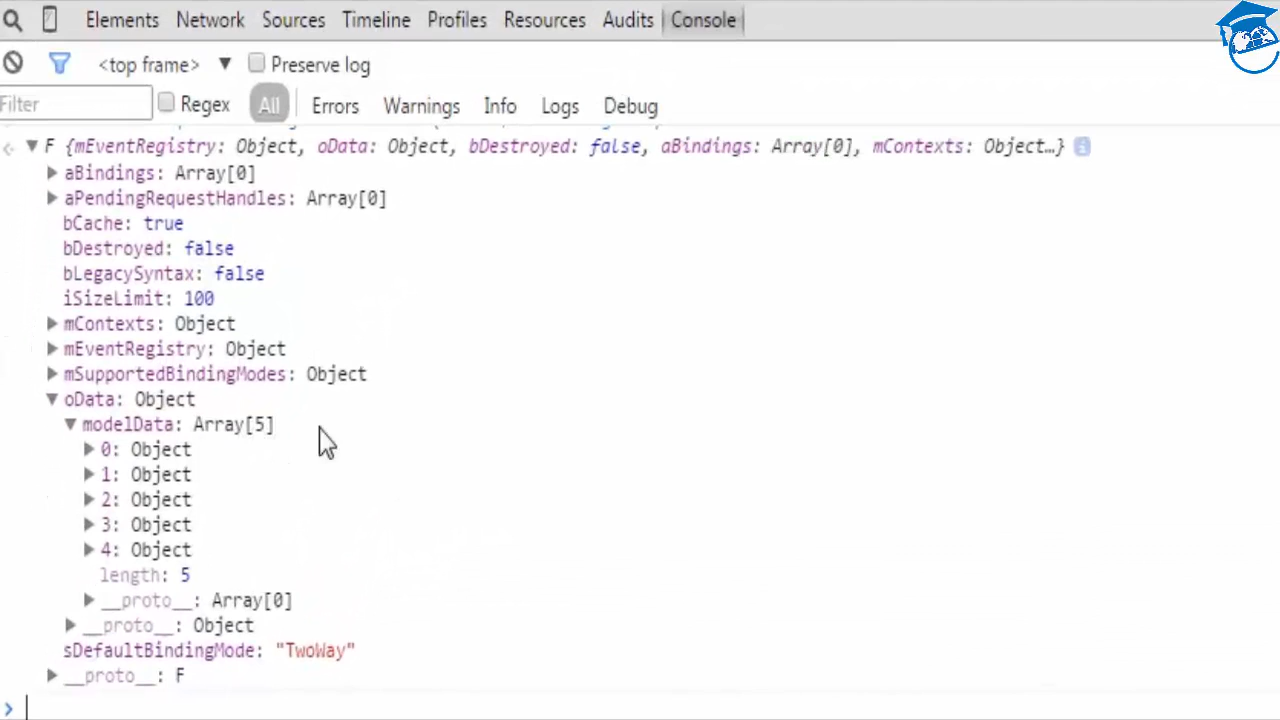 Elements Network Sources Timeline Profiles Resources Audits Console
<top frame> ▼ Preserve log
Filter Regex All Errors Warnings Info Logs Debug
▼ F {mEventRegistry: Object, oData: Object, bDestroyed: false, aBindings: Array[0], mContexts: Object…}
▶ aBindings: Array[0]
▶ aPendingRequestHandles: Array[0]
bCache: true
bDestroyed: false
bLegacySyntax: false
iSizeLimit: 100
▶ mContexts: Object
▶ mEventRegistry: Object
▶ mSupportedBindingModes: Object
▼ oData: Object
▼ modelData: Array[5]
▶ 0: Object
▶ 1: Object
▶ 2: Object
▶ 3: Object
▶ 4: Object
length: 5
▶ __proto__: Array[0]
▶ __proto__: Object
sDefaultBindingMode: "TwoWay"
▶ __proto__: F
>